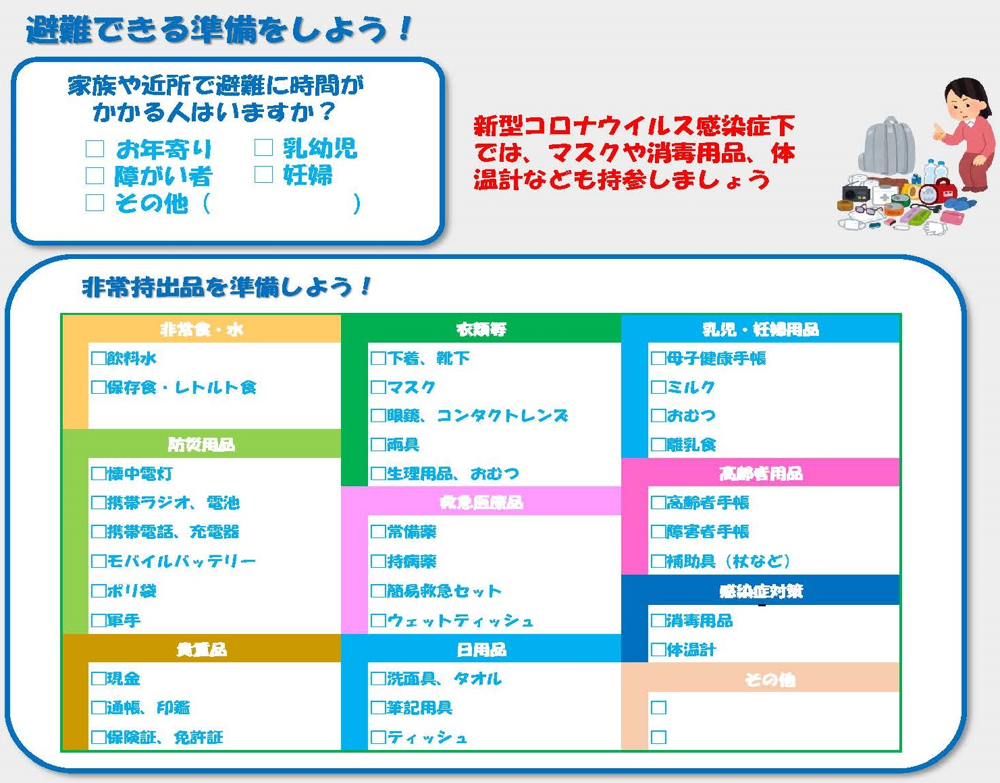 避難できる準備をしよう！
家族や近所で避難に時間が
かかる人はいますか？
□ お年寄り □ 乳幼児
□ 障がい者 □ 妊婦
□ その他（　　　　　　）
新型コロナウイルス感染症下
では、マスクや消毒用品、体
温計なども持参しましょう
非常持出品を準備しよう！
非常食・水
□飲料水
□保存食・レトルト食
防災用品
□懐中電灯
□携帯ラジオ、電池
□携帯電話、充電器
□モバイルバッテリー
□ポリ袋
□軍手
貴重品
□現金
□通帳、印鑑
□保険証、免許証
衣類等
□下着、靴下
□マスク
□眼鏡、コンタクトレンズ
□雨具
□生理用品、おむつ
救急医療品
□常備薬
□持病薬
□簡易救急セット
□ウェットティッシュ
日用品
□洗面具、タオル
□筆記用具
□ティッシュ
乳児・妊婦用品
□母子健康手帳
□ミルク
□おむつ
□離乳食
高齢者用品
□高齢者手帳
□障害者手帳
□補助具（杖など）
感染症対策
□消毒用品
□体温計
その他
□
□